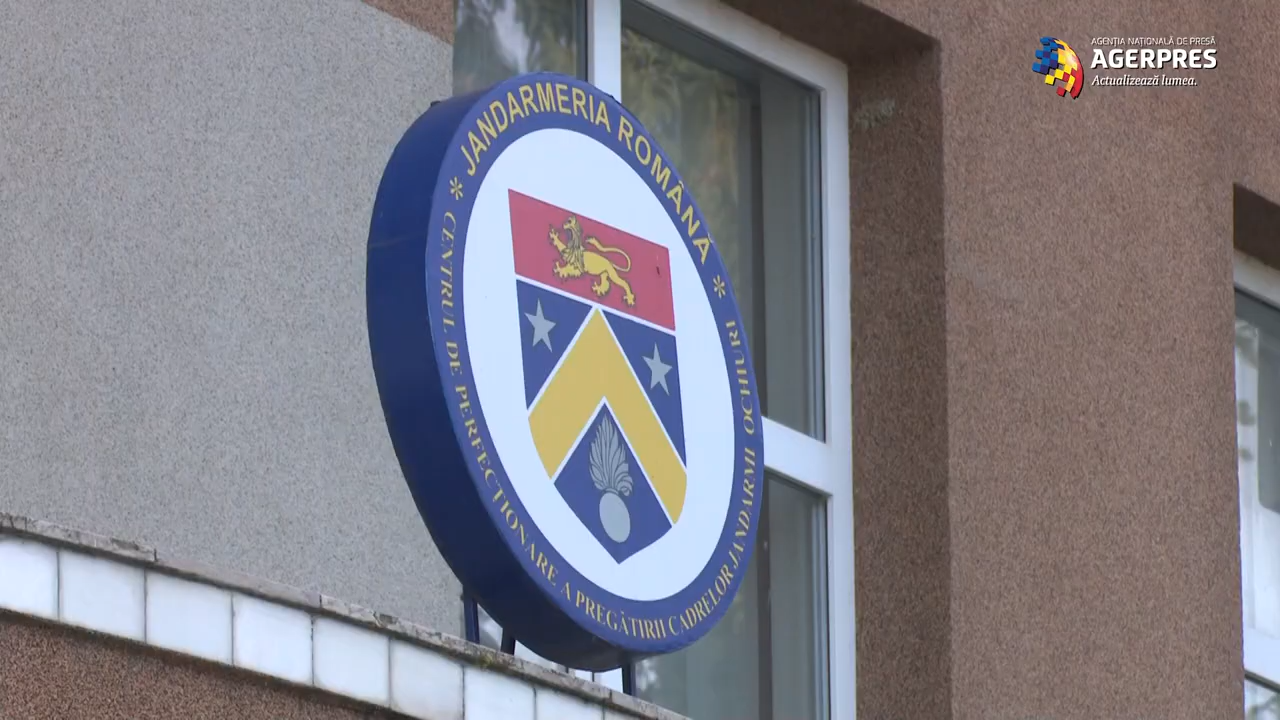 AGENȚIA NAȚIONALĂ DE PRESĂ
AGERPRES
Actualizează lumea.
* JANDARMERIA ROMÂNĂ *
CENTRUL DE PERFECȚIONARE A PREGĂTIRII CADRELOR JANDARMI OCHIURI